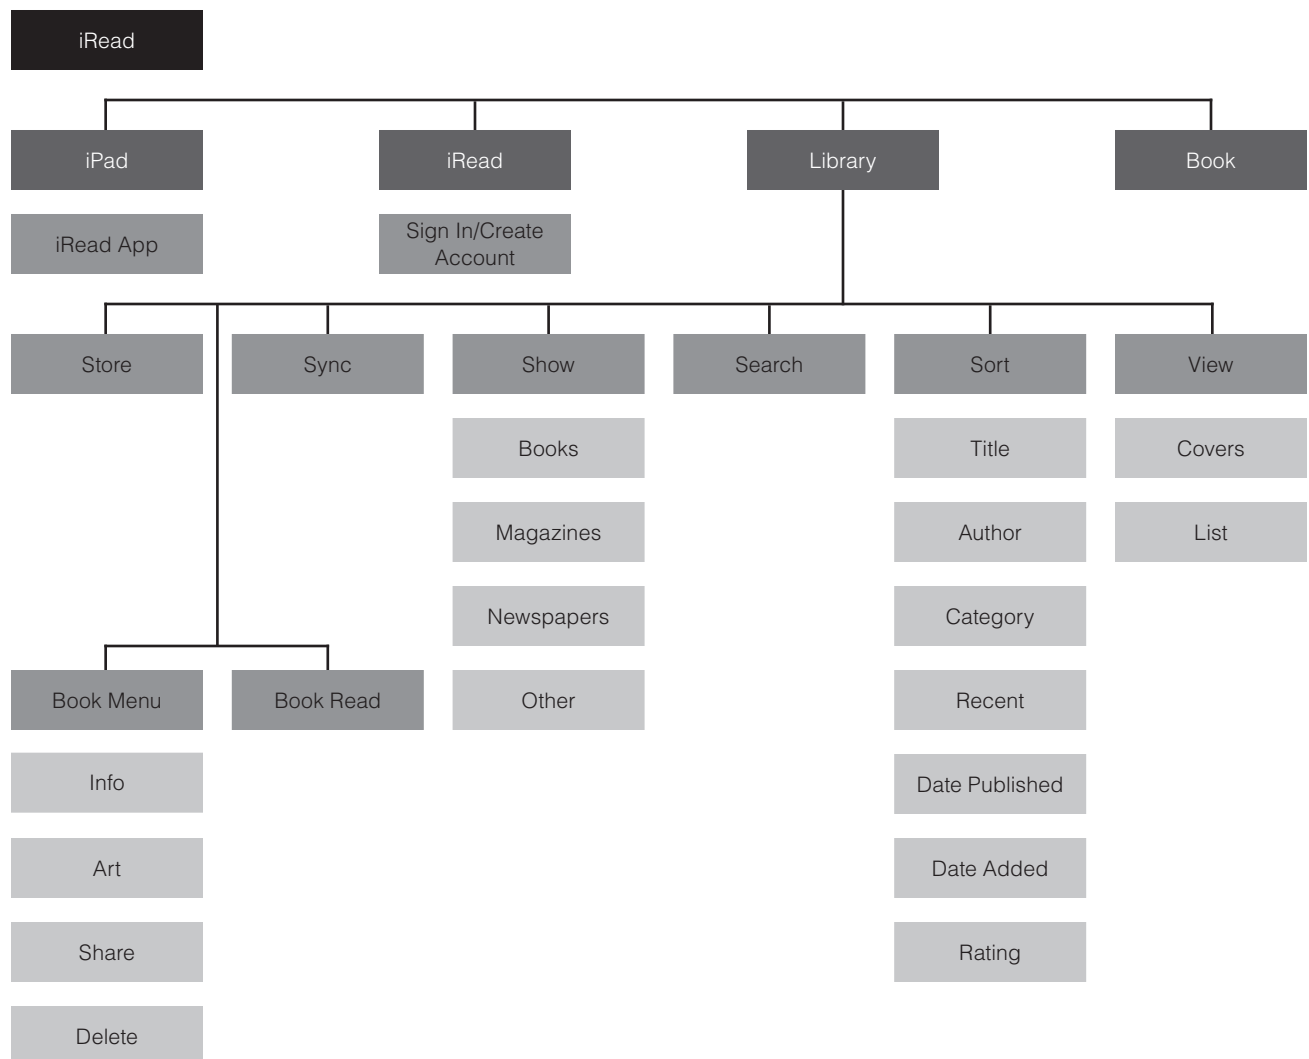 iRead
iPad
iRead
Library
Book
iRead App
Sign In/Create
Account
Store
Sync
Show
Search
Sort
View
Books
Title
Covers
Magazines
Author
List
Newspapers
Category
Book Menu
Book Read
Other
Recent
Info
Date Published
Art
Date Added
Share
Rating
Delete